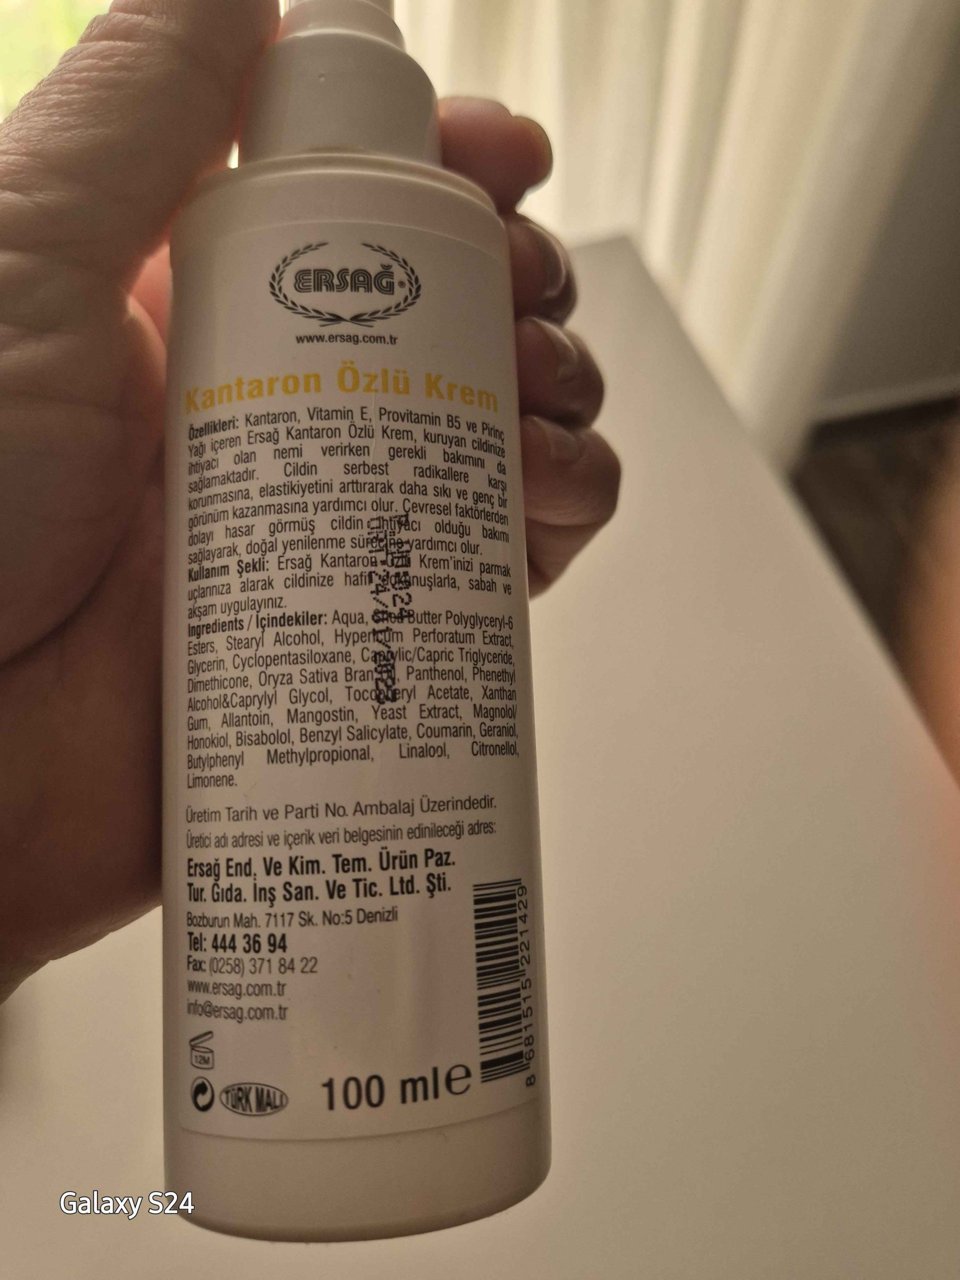 ERSAĞ®
www.ersag.com.tr
Kantaron Özlü Krem
Özellikleri: Kantaron, Vitamin E, Provitamin B5 ve Pirinç
Yağı içeren Ersağ Kantaron Özlü Krem, kuruyan cildinize
ihtiyacı olan nemi verirken gerekli bakımını da
sağlamaktadır. Cildin serbest radikallere karşı
korunmasına, elastikiyetini arttırarak daha sıkı ve genç bir
görünüm kazanmasına yardımcı olur. Çevresel faktörlerden
dolayı hasar görmüş cildin ihtiyacı olduğu bakımı
sağlayarak, doğal yenilenme sürecine yardımcı olur.
Kullanım Şekli: Ersağ Kantaron Özlü Krem'inizi parmak
uçlarınıza alarak cildinize hafif dokunuşlarla, sabah ve
akşam uygulayınız.
Ingredients / İçindekiler: Aqua, Shea Butter Polyglyceryl-6
Esters, Stearyl Alcohol, Hypericum Perforatum Extract,
Glycerin, Cyclopentasiloxane, Caprylic/Capric Triglyceride,
Dimethicone, Oryza Sativa Bran Oil, Panthenol, Phenethyl
Alcohol&Caprylyl Glycol, Tocopheryl Acetate, Xanthan
Gum, Allantoin, Mangostin, Yeast Extract, Magnolol/
Honokiol, Bisabolol, Benzyl Salicylate, Coumarin, Geraniol,
Butylphenyl Methylpropional, Linalool, Citronellol,
Limonene.
Üretim Tarih ve Parti No. Ambalaj Üzerindedir.
Üretici adı adresi ve içerik veri belgesinin edinileceği adres:
Ersağ End. Ve Kim. Tem. Ürün Paz.
Tur. Gıda. İnş San. Ve Tic. Ltd. Şti.
Bozburun Mah. 7117 Sk. No:5 Denizli
Tel: 444 36 94
Fax: (0258) 371 84 22
www.ersag.com.tr
info@ersag.com.tr
12M
TÜRK MALI
100 ml e
8 681515 221429
Galaxy S24